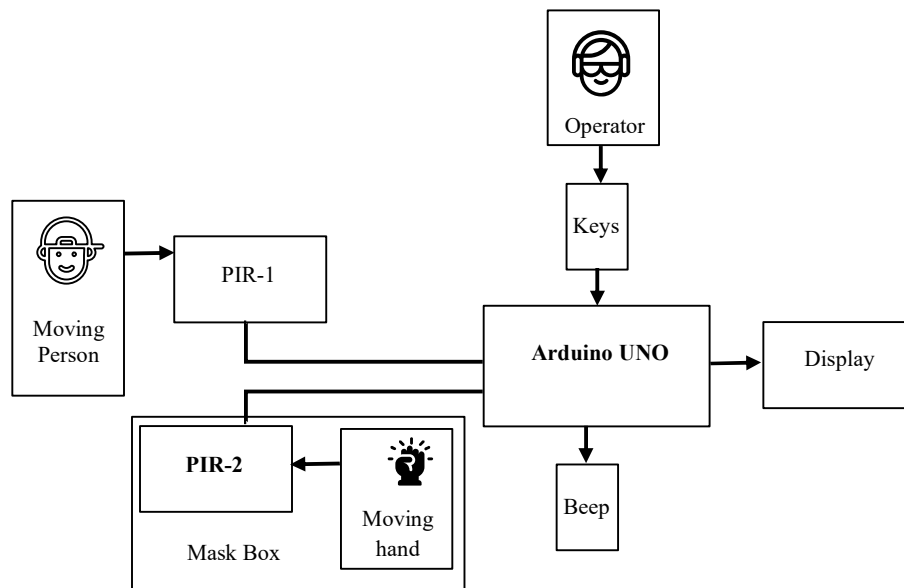 Operator
Keys
PIR-1
Moving
Person
Arduino UNO
Display
PIR-2
Moving
hand
Mask Box
Beep